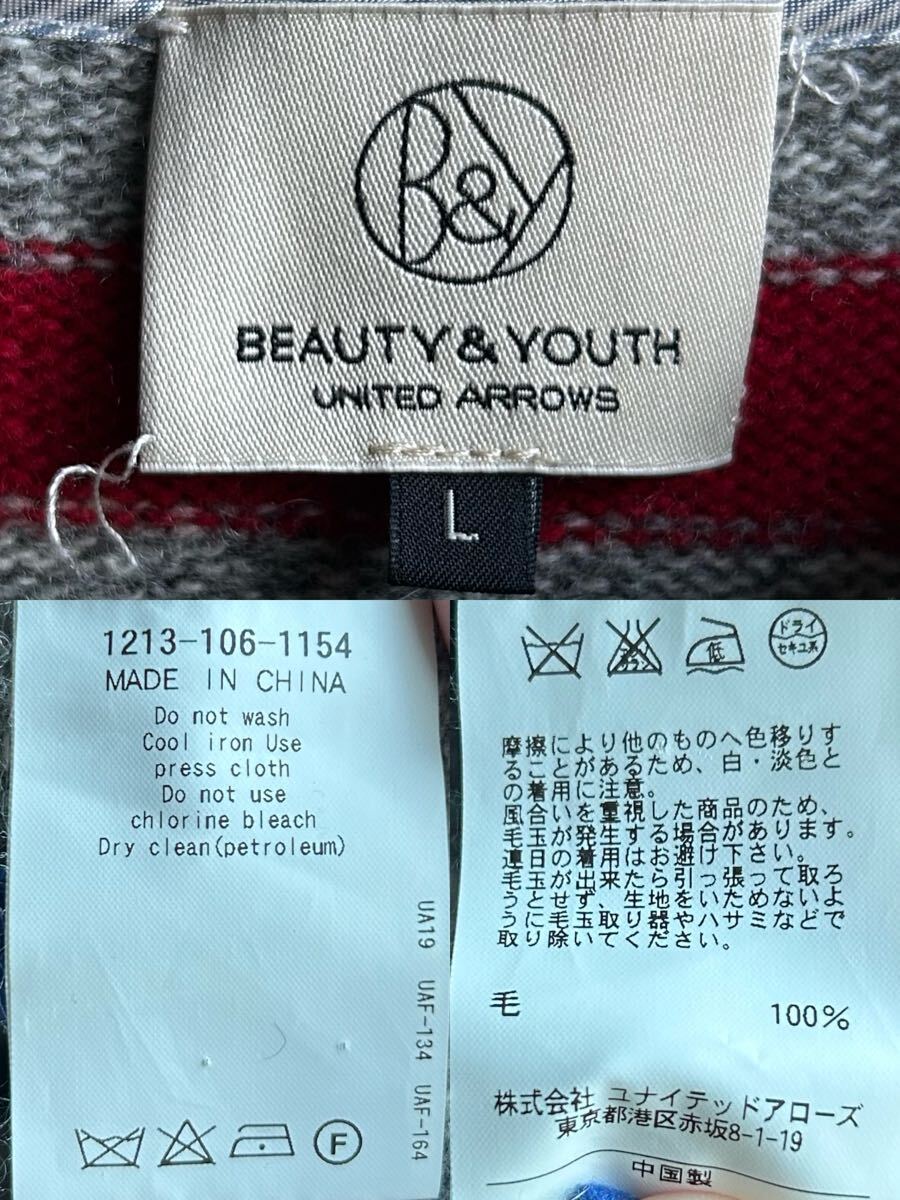 B&Y
BEAUTY&YOUTH
UNITED ARROWS
L
1213-106-1154
MADE IN CHINA
Do not wash
Cool iron Use
press cloth
Do not use
chlorine bleach
Dry clean(petroleum)
UA19 UAF-134 UAF-164
F
エンソ サラシ
低
ドライ
セキユ系
摩擦により他のものへ色移りす
ることがあるため、白・淡色と
の着用に注意。
風合いを重視した商品のため、
毛玉が発生する場合があります。
連日の着用はお避け下さい。
毛玉が出来たら引っ張って取ろ
うとせず、生地をいためないよ
うに毛玉取り器やハサミなどで
取り除いてください。
毛 100%
株式会社 ユナイテッドアローズ
東京都港区赤坂8-1-19
中国製